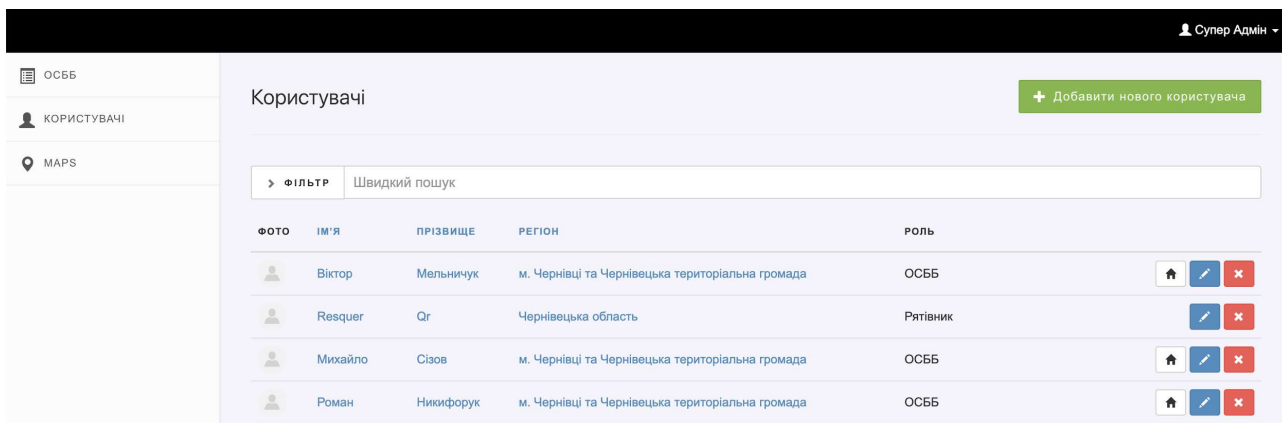 Супер Адмін
ОСББ
КОРИСТУВАЧІ
MAPS
Користувачі
Добавити нового користувача
ФІЛЬТР Швидкий пошук
ФОТО ІМ'Я ПРІЗВИЩЕ РЕГІОН РОЛЬ
Віктор Мельничук м. Чернівці та Чернівецька територіальна громада ОСББ
Resquer Qr Чернівецька область Рятівник
Михайло Сізов м. Чернівці та Чернівецька територіальна громада ОСББ
Роман Никифорук м. Чернівці та Чернівецька територіальна громада ОСББ